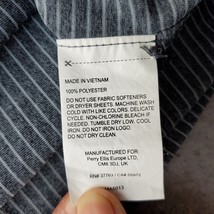 MADE IN VIETNAM
100% POLYESTER
DO NOT USE FABRIC SOFTENERS
OR DRYER SHEETS. MACHINE WASH
COLD WITH LIKE COLORS. DELICATE
CYCLE. NON-CHLORINE BLEACH IF
NEEDED. TUMBLE DRY LOW. COOL
IRON. DO NOT IRON LOGO.
DO NOT DRY CLEAN.
MANUFACTURED FOR
Perry Ellis Europe LTD.
CM8 3DJ, UK